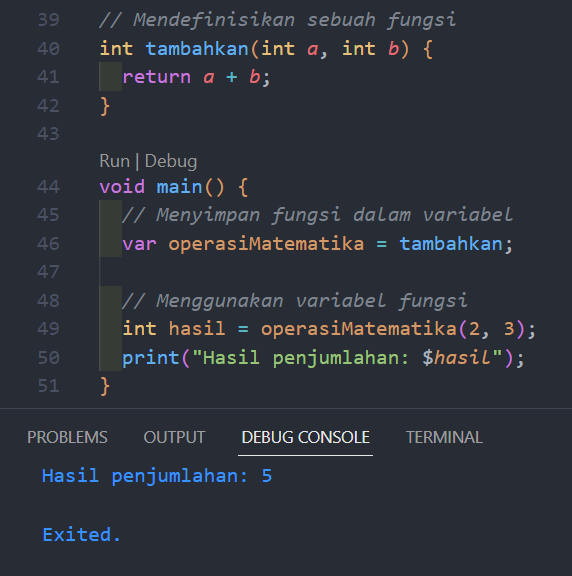 39 // Mendefinisikan sebuah fungsi
40 int tambahkan(int a, int b) {
41   return a + b;
42 }
43
Run | Debug
44 void main() {
45   // Menyimpan fungsi dalam variabel
46   var operasiMatematika = tambahkan;
47
48   // Menggunakan variabel fungsi
49   int hasil = operasiMatematika(2, 3);
50   print("Hasil penjumlahan: $hasil");
51 }
PROBLEMS OUTPUT DEBUG CONSOLE TERMINAL
Hasil penjumlahan: 5
Exited.